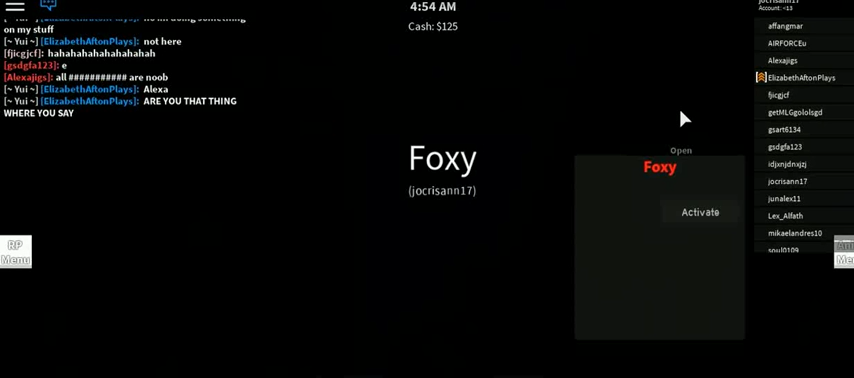 on my stuff
[~ Yui ~] [ElizabethAftonPlays]: not here
[fjicgjcf]: hahahahahahahahahah
[gsdgfa123]: e
[Alexajigs]: all ########### are noob
[~ Yui ~] [ElizabethAftonPlays]: Alexa
[~ Yui ~] [ElizabethAftonPlays]: ARE YOU THAT THING
WHERE YOU SAY
4:54 AM
Cash: $125
Foxy
(jocrisann17)
Open
Foxy
Activate
RP
Menu
Account: <13
affangmar
AIRFORCEu
Alexajigs
ElizabethAftonPlays
fjicgjcf
getMLGgololsgd
gsart6134
gsdgfa123
idjxnjdnxjzj
jocrisann17
junalex11
Lex_Alfath
mikaelandres10
soul0109